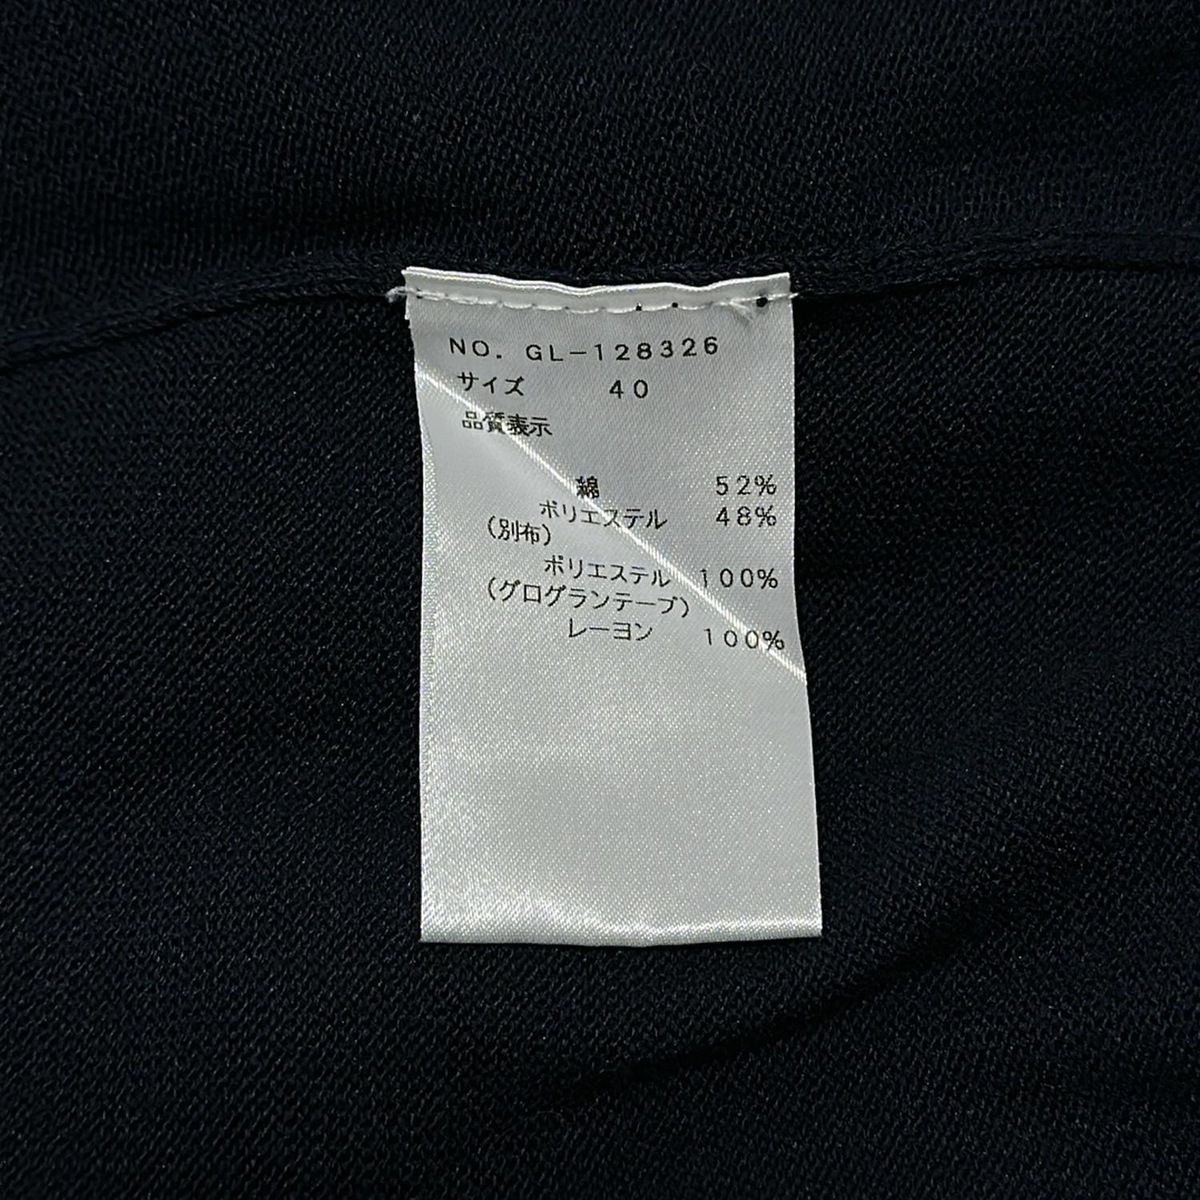 NO. GL-128326
サイズ 40
品質表示
綿 52%
ポリエステル 48%
(別布)
ポリエステル 100%
(グログランテープ)
レーヨン 100%